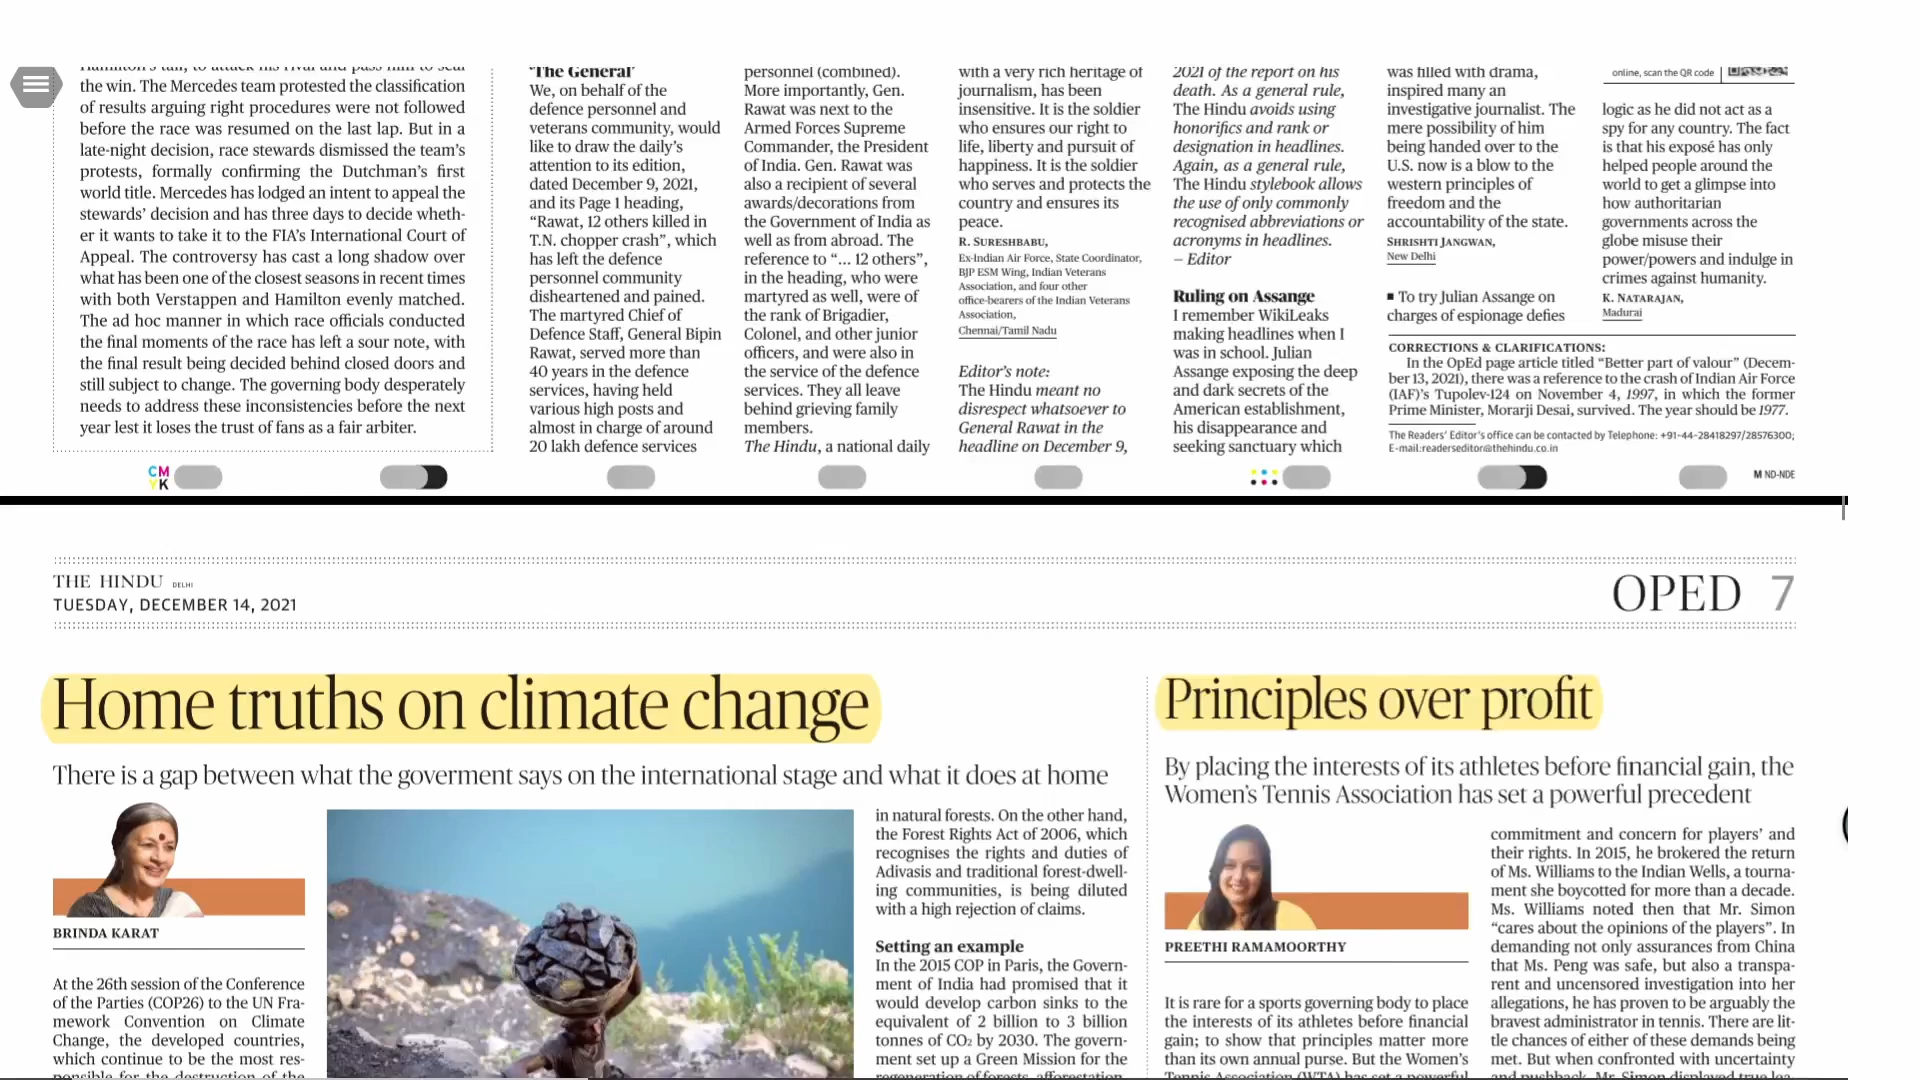 the win. The Mercedes team protested the classification
of results arguing right procedures were not followed
before the race was resumed on the last lap. But in a
late-night decision, race stewards dismissed the team's
protests, formally confirming the Dutchman's first
world title. Mercedes has lodged an intent to appeal the
stewards' decision and has three days to decide wheth-
er it wants to take it to the FIA's International Court of
Appeal. The controversy has cast a long shadow over
what has been one of the closest seasons in recent times
with both Verstappen and Hamilton evenly matched.
The ad hoc manner in which race officials conducted
the final moments of the race has left a sour note, with
the final result being decided behind closed doors and
still subject to change. The governing body desperately
needs to address these inconsistencies before the next
year lest it loses the trust of fans as a fair arbiter.
'The General'
We, on behalf of the
defence personnel and
veterans community, would
like to draw the daily's
attention to its edition,
dated December 9, 2021,
and its Page 1 heading,
“Rawat, 12 others killed in
T.N. chopper crash”, which
has left the defence
personnel community
disheartened and pained.
The martyred Chief of
Defence Staff, General Bipin
Rawat, served more than
40 years in the defence
services, having held
various high posts and
almost in charge of around
20 lakh defence services
personnel (combined).
More importantly, Gen.
Rawat was next to the
Armed Forces Supreme
Commander, the President
of India. Gen. Rawat was
also a recipient of several
awards/decorations from
the Government of India as
well as from abroad. The
reference to “... 12 others”,
in the heading, who were
martyred as well, were of
the rank of Brigadier,
Colonel, and other junior
officers, and were also in
the service of the defence
services. They all leave
behind grieving family
members.
The Hindu, a national daily
with a very rich heritage of
journalism, has been
insensitive. It is the soldier
who ensures our right to
life, liberty and pursuit of
happiness. It is the soldier
who serves and protects the
country and ensures its
peace.
R. SURESHBABU,
Ex-Indian Air Force, State Coordinator,
BJP ESM Wing, Indian Veterans
Association, and four other
office-bearers of the Indian Veterans
Association,
Chennai/Tamil Nadu
Editor's note:
The Hindu meant no
disrespect whatsoever to
General Rawat in the
headline on December 9,
2021 of the report on his
death. As a general rule,
The Hindu avoids using
honorifics and rank or
designation in headlines.
Again, as a general rule,
The Hindu stylebook allows
the use of only commonly
recognised abbreviations or
acronyms in headlines.
– Editor
Ruling on Assange
I remember WikiLeaks
making headlines when I
was in school. Julian
Assange exposing the deep
and dark secrets of the
American establishment,
his disappearance and
seeking sanctuary which
was filled with drama,
inspired many an
investigative journalist. The
mere possibility of him
being handed over to the
U.S. now is a blow to the
western principles of
freedom and the
accountability of the state.
SHRISHTI JANGWAN,
New Delhi
■ To try Julian Assange on
charges of espionage defies
online, scan the QR code
logic as he did not act as a
spy for any country. The fact
is that his exposé has only
helped people around the
world to get a glimpse into
how authoritarian
governments across the
globe misuse their
power/powers and indulge in
crimes against humanity.
K. NATARAJAN,
Madurai
CORRECTIONS & CLARIFICATIONS:
In the OpEd page article titled “Better part of valour” (Decem-
ber 13, 2021), there was a reference to the crash of Indian Air Force
(IAF)'s Tupolev-124 on November 4, 1997, in which the former
Prime Minister, Morarji Desai, survived. The year should be 1977.
The Readers' Editor's office can be contacted by Telephone: +91-44-28418297/28576300;
E-mail:readerseditor@thehindu.co.in
CM
YK
M ND-NDE
THE HINDU DELHI
TUESDAY, DECEMBER 14, 2021
OPED 7
Home truths on climate change
There is a gap between what the goverment says on the international stage and what it does at home
BRINDA KARAT
At the 26th session of the Conference
of the Parties (COP26) to the UN Fra-
mework Convention on Climate
Change, the developed countries,
which continue to be the most res-
ponsible for the destruction of the
in natural forests. On the other hand,
the Forest Rights Act of 2006, which
recognises the rights and duties of
Adivasis and traditional forest-dwell-
ing communities, is being diluted
with a high rejection of claims.
Setting an example
In the 2015 COP in Paris, the Govern-
ment of India had promised that it
would develop carbon sinks to the
equivalent of 2 billion to 3 billion
tonnes of CO₂ by 2030. The govern-
ment set up a Green Mission for the
regeneration of forests, afforestation,
Principles over profit
By placing the interests of its athletes before financial gain, the
Women's Tennis Association has set a powerful precedent
PREETHI RAMAMOORTHY
It is rare for a sports governing body to place
the interests of its athletes before financial
gain; to show that principles matter more
than its own annual purse. But the Women's
Tennis Association (WTA) has set a powerful
commitment and concern for players' and
their rights. In 2015, he brokered the return
of Ms. Williams to the Indian Wells, a tourna-
ment she boycotted for more than a decade.
Ms. Williams noted then that Mr. Simon
“cares about the opinions of the players”. In
demanding not only assurances from China
that Ms. Peng was safe, but also a transpa-
rent and uncensored investigation into her
allegations, he has proven to be arguably the
bravest administrator in tennis. There are lit-
tle chances of either of these demands being
met. But when confronted with uncertainty
and pushback, Mr. Simon displayed true lea-